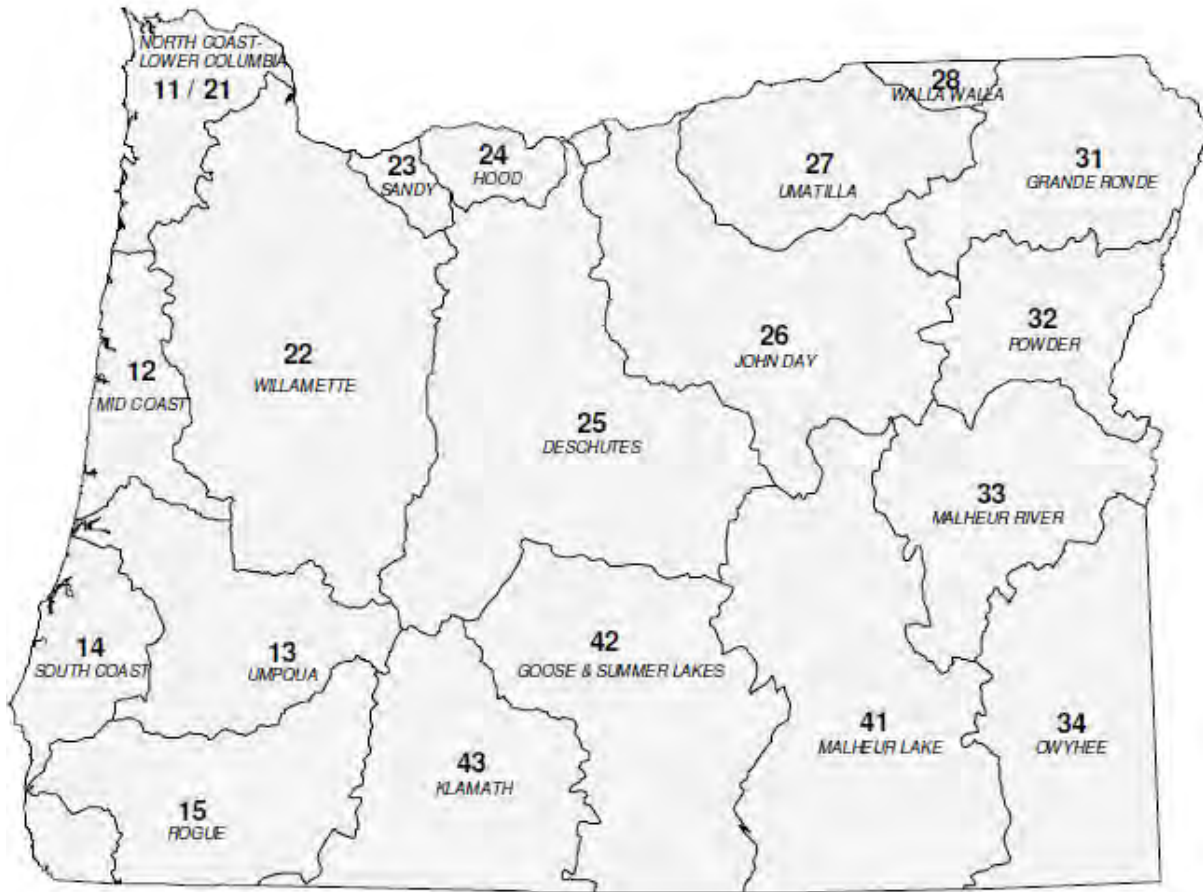 NORTH COAST-
LOWER COLUMBIA
11 / 21
28
WALLA WALLA
23
SANDY
24
HOOD
27
UMATILLA
31
GRANDE RONDE
12
MID COAST
22
WILLAMETTE
26
JOHN DAY
32
POWDER
25
DESCHUTES
33
MALHEUR RIVER
14
SOUTH COAST
13
UMPQUA
42
GOOSE & SUMMER LAKES
41
MALHEUR LAKE
34
OWYHEE
43
KLAMATH
15
ROGUE